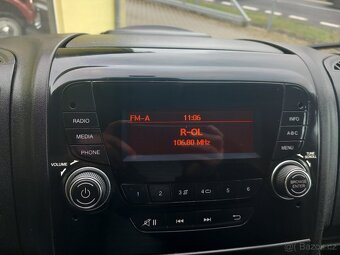 FM-A 11:06
R-OL
106.80 MHz
RADIO
MEDIA
PHONE
INFO
A-B-C
MENU
VOLUME
TUNE SCROLL
BROWSE ENTER
1 2 3 4 5 6
Bazos.cz